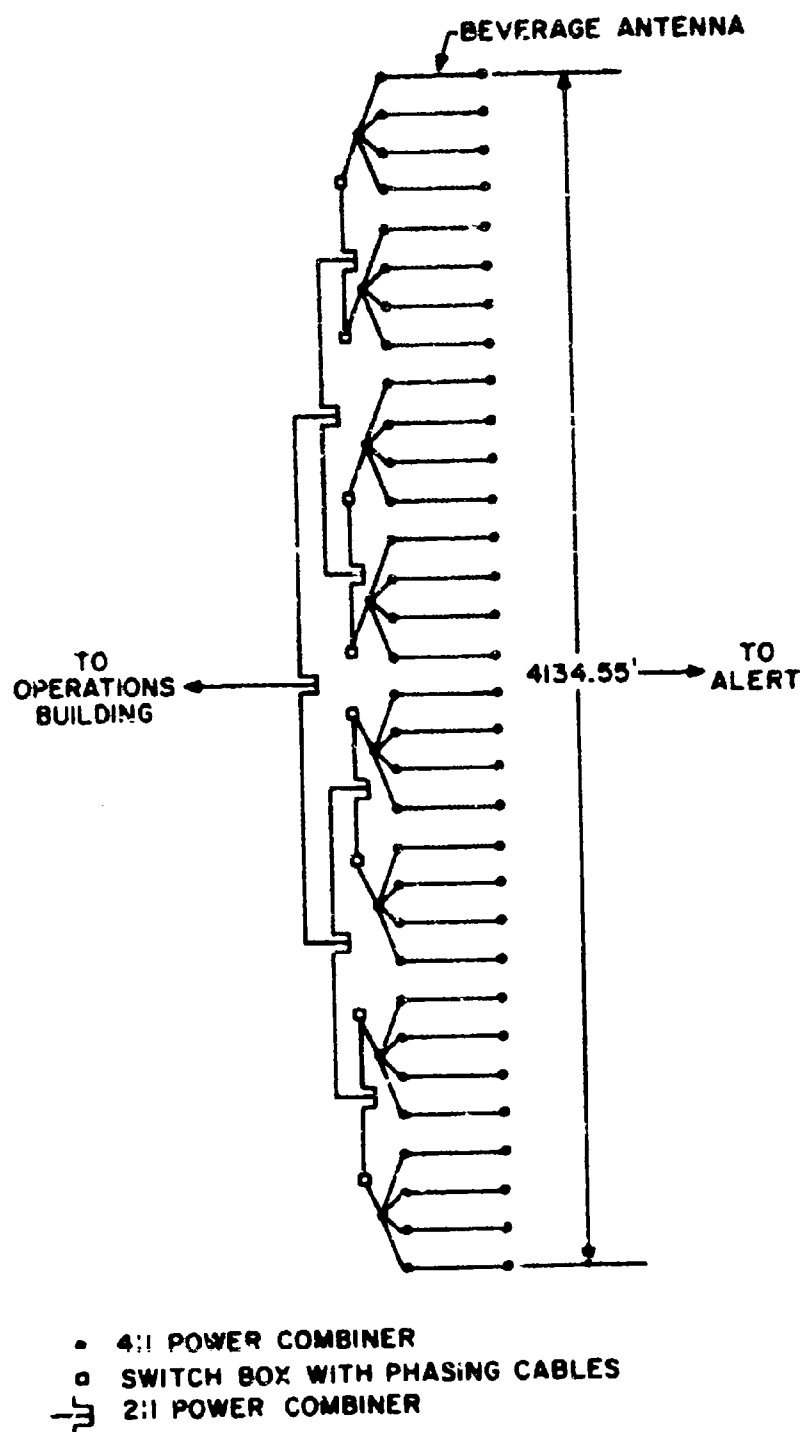 BEVERAGE ANTENNA
TO
OPERATIONS
BUILDING
4134.55'
TO
ALERT
4:1 POWER COMBINER
SWITCH BOX WITH PHASING CABLES
2:1 POWER COMBINER